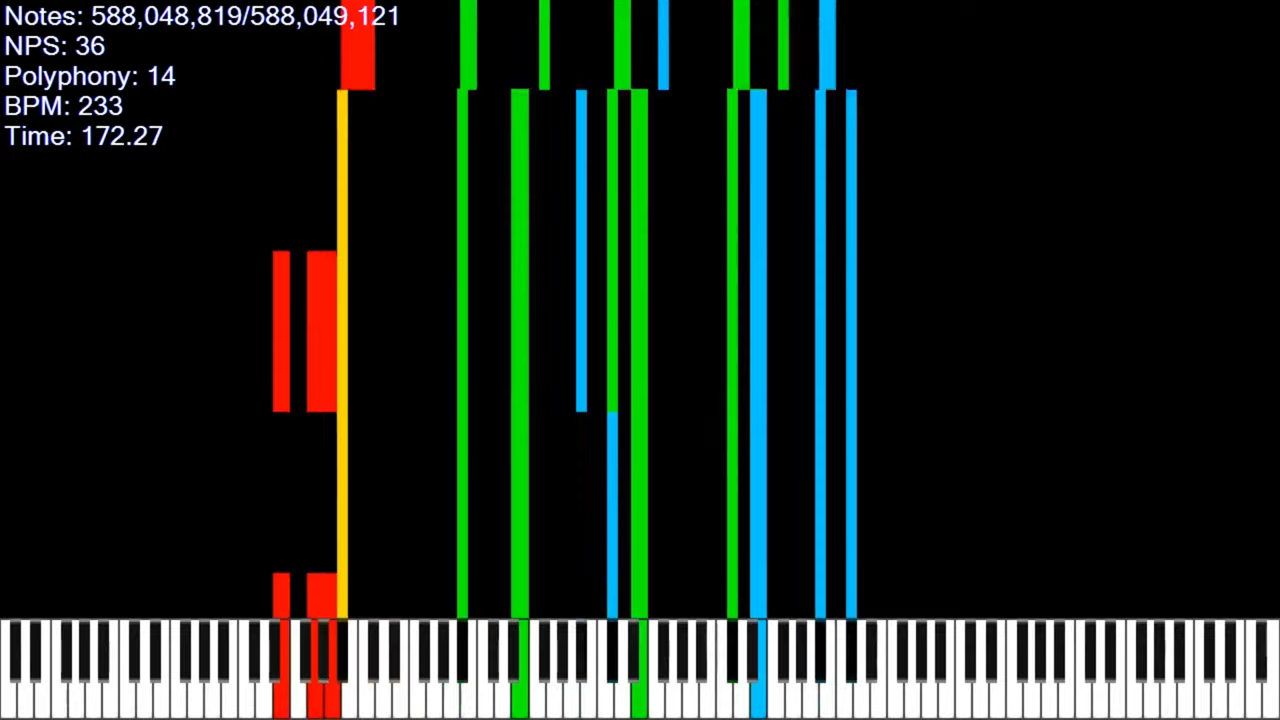 Notes: 588,048,819/588,049,121
NPS: 36
Polyphony: 14
BPM: 233
Time: 172.27